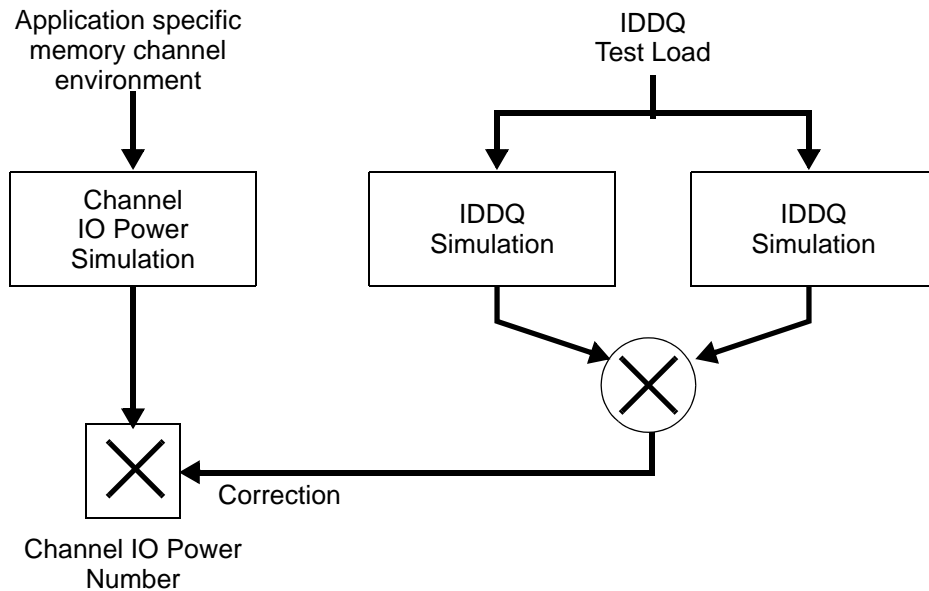 Application specific
memory channel
environment
IDDQ
Test Load
Channel
IO Power
Simulation
IDDQ
Simulation
IDDQ
Simulation
Correction
Channel IO Power
Number